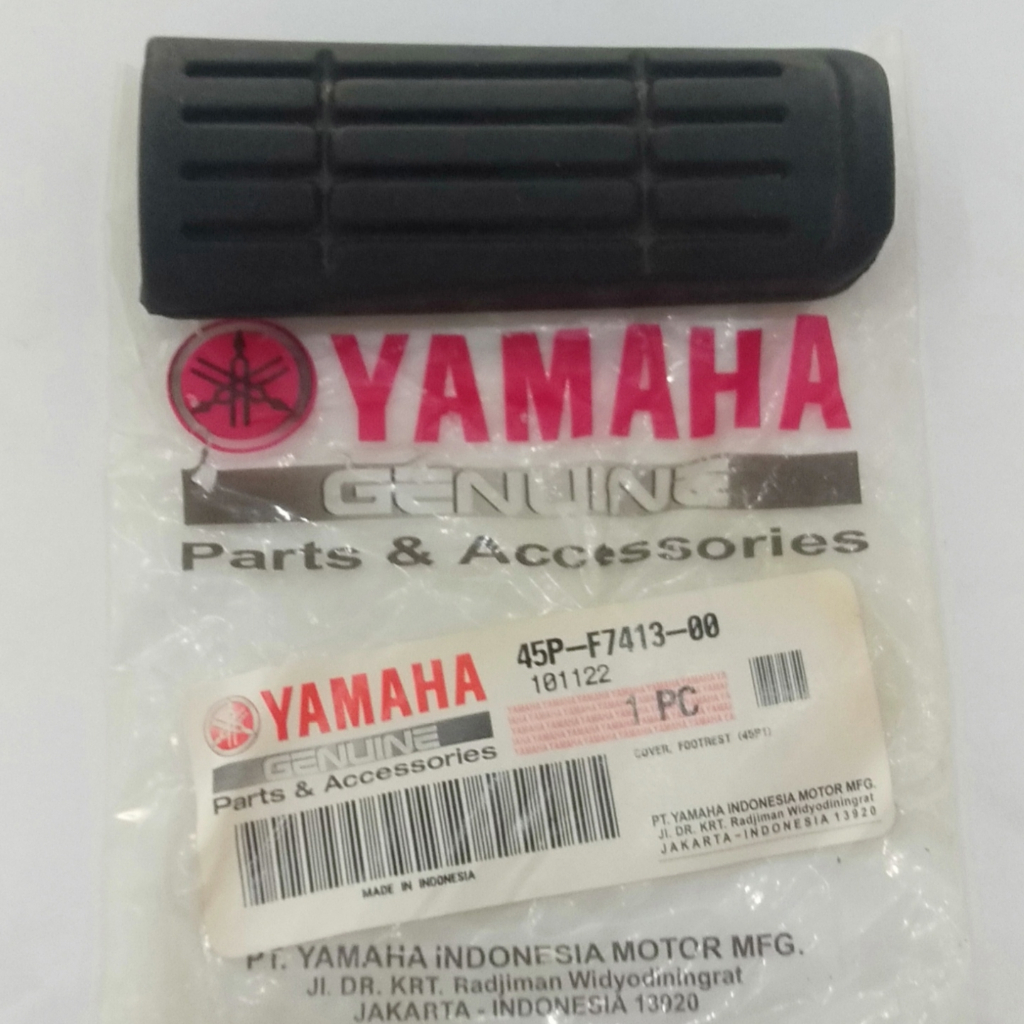 YAMAHA
GENUINE
Parts & Accessories
45P-F7413-00
101122
YAMAHA
1 PC
GENUINE
Parts & Accessories
COVER, FOOTREST (45P1)
MADE IN INDONESIA
PT. YAMAHA INDONESIA MOTOR MFG.
Jl. DR. KRT. Radjiman Widyodiningrat
JAKARTA-INDONESIA 13920
PT. YAMAHA INDONESIA MOTOR MFG.
Jl. DR. KRT. Radjiman Widyodiningrat
JAKARTA - INDONESIA 13920